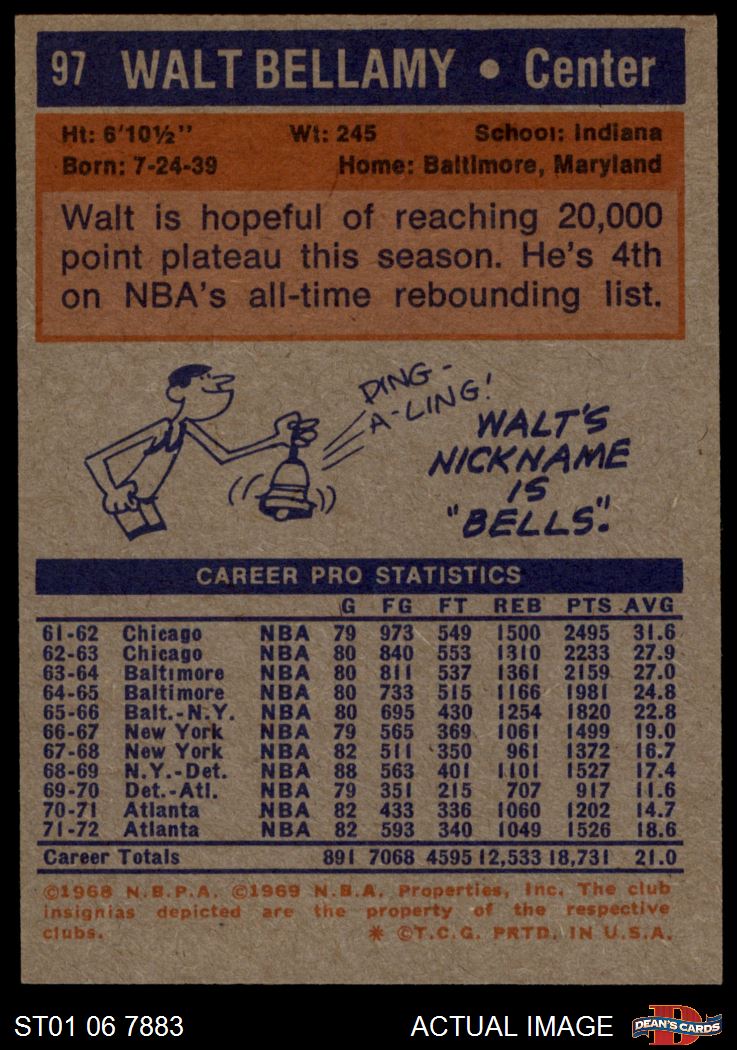 97 WALT BELLAMY • Center
Ht: 6'10½" Wt: 245 School: Indiana
Born: 7-24-39 Home: Baltimore, Maryland
Walt is hopeful of reaching 20,000
point plateau this season. He's 4th
on NBA's all-time rebounding list.
DING-
A-LING!
WALT'S
NICKNAME
IS
"BELLS".
CAREER PRO STATISTICS
G FG FT REB PTS AVG
61-62 Chicago NBA 79 973 549 1500 2495 31.6
62-63 Chicago NBA 80 840 553 1310 2233 27.9
63-64 Baltimore NBA 80 811 537 1361 2159 27.0
64-65 Baltimore NBA 80 733 515 1166 1981 24.8
65-66 Balt.-N.Y. NBA 80 695 430 1254 1820 22.8
66-67 New York NBA 79 565 369 1061 1499 19.0
67-68 New York NBA 82 511 350 961 1372 16.7
68-69 N.Y.-Det. NBA 88 563 401 1101 1527 17.4
69-70 Det.-Atl. NBA 79 351 215 707 917 11.6
70-71 Atlanta NBA 82 433 336 1060 1202 14.7
71-72 Atlanta NBA 82 593 340 1049 1526 18.6
Career Totals 891 7068 4595 12,533 18,731 21.0
©1968 N.B.P.A. ©1969 N.B.A. Properties, Inc. The club
insignias depicted are the property of the respective
clubs. * ©T.C.G. PRTD. IN U.S.A.
ST01 06 7883 ACTUAL IMAGE DEAN'S CARDS